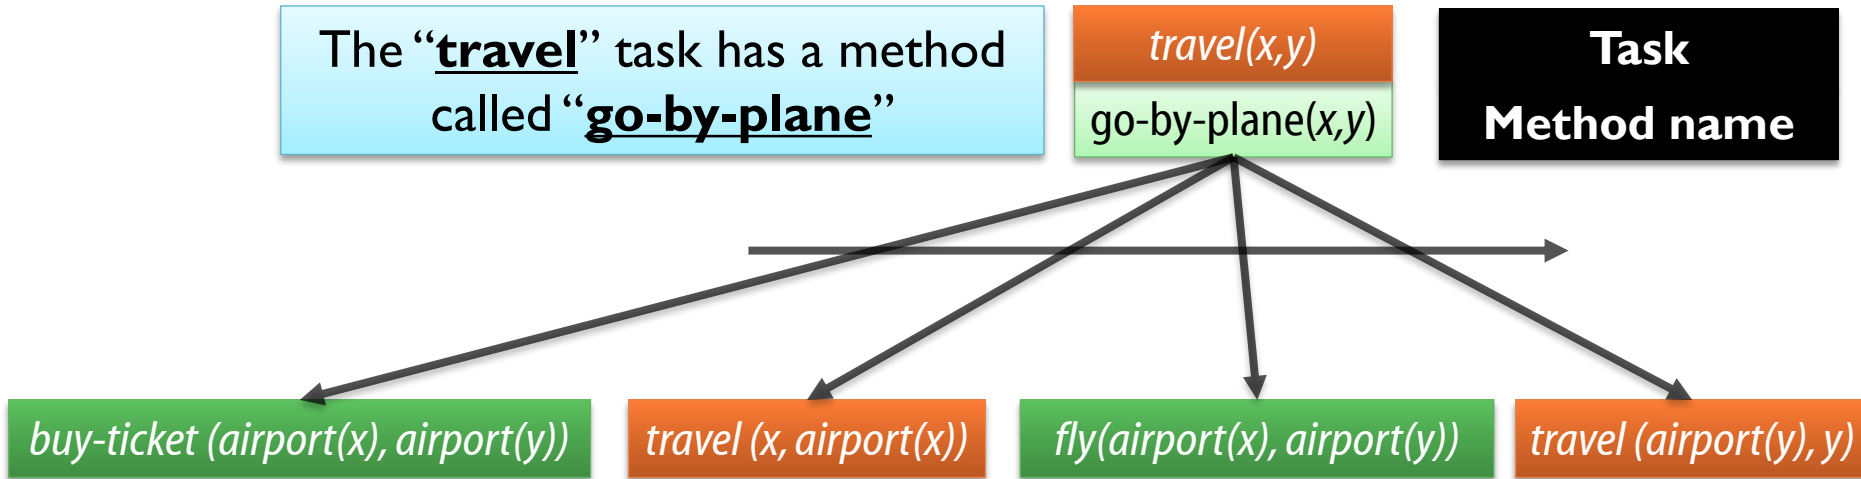 The “travel” task has a method
called “go-by-plane”
travel(x,y)
go-by-plane(x,y)
Task
Method name
buy-ticket (airport(x), airport(y))
travel (x, airport(x))
fly(airport(x), airport(y))
travel (airport(y), y)